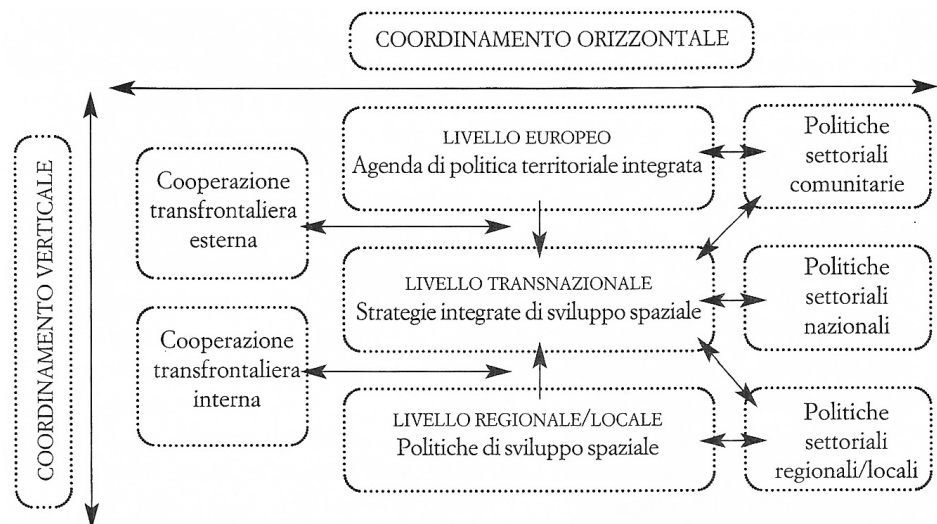 COORDINAMENTO ORIZZONTALE
COORDINAMENTO VERTICALE
Cooperazione
transfrontaliera
esterna
Cooperazione
transfrontaliera
interna
LIVELLO EUROPEO
Agenda di politica territoriale integrata
LIVELLO TRANSNAZIONALE
Strategie integrate di sviluppo spaziale
LIVELLO REGIONALE/LOCALE
Politiche di sviluppo spaziale
Politiche
settoriali
comunitarie
Politiche
settoriali
nazionali
Politiche
settoriali
regionali/locali